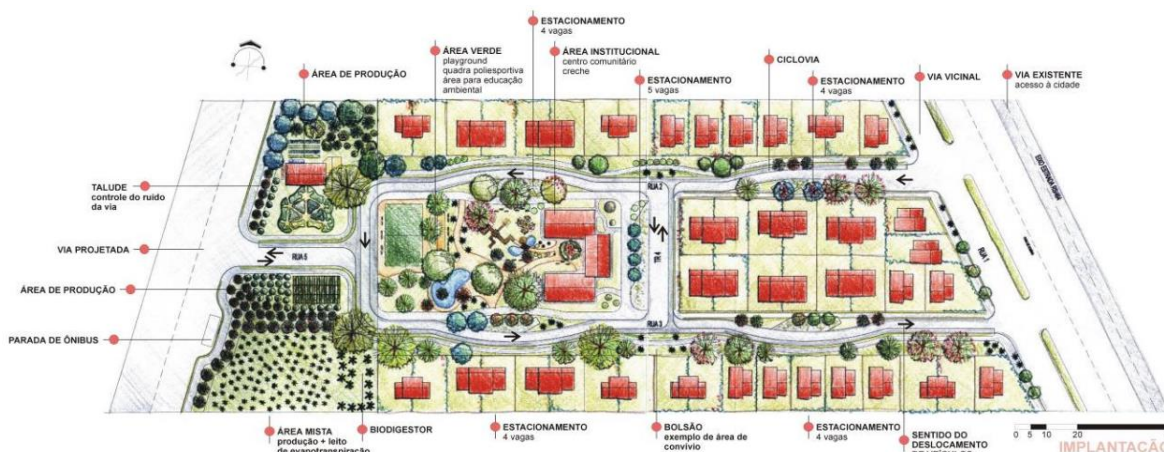 ESTACIONAMENTO
4 vagas
ÁREA VERDE
playground
quadra poliesportiva
área para educação
ambiental
ÁREA INSTITUCIONAL
centro comunitário
creche
CICLOVIA
VIA VICINAL
VIA EXISTENTE
acesso à cidade
ÁREA DE PRODUÇÃO
ESTACIONAMENTO
5 vagas
ESTACIONAMENTO
4 vagas
TALUDE
controle do ruído
da via
VIA PROJETADA
ÁREA DE PRODUÇÃO
PARADA DE ÔNIBUS
RUA 2
RUA 5
TR 4
RUA 1
RUA 3
ÁREA MISTA
produção + leito
de evapotranspiração
BIODIGESTOR
ESTACIONAMENTO
4 vagas
BOLSÃO
exemplo de área de
convívio
ESTACIONAMENTO
4 vagas
SENTIDO DO
DESLOCAMENTO
0 5 10 20
IMPLANTAÇÃO